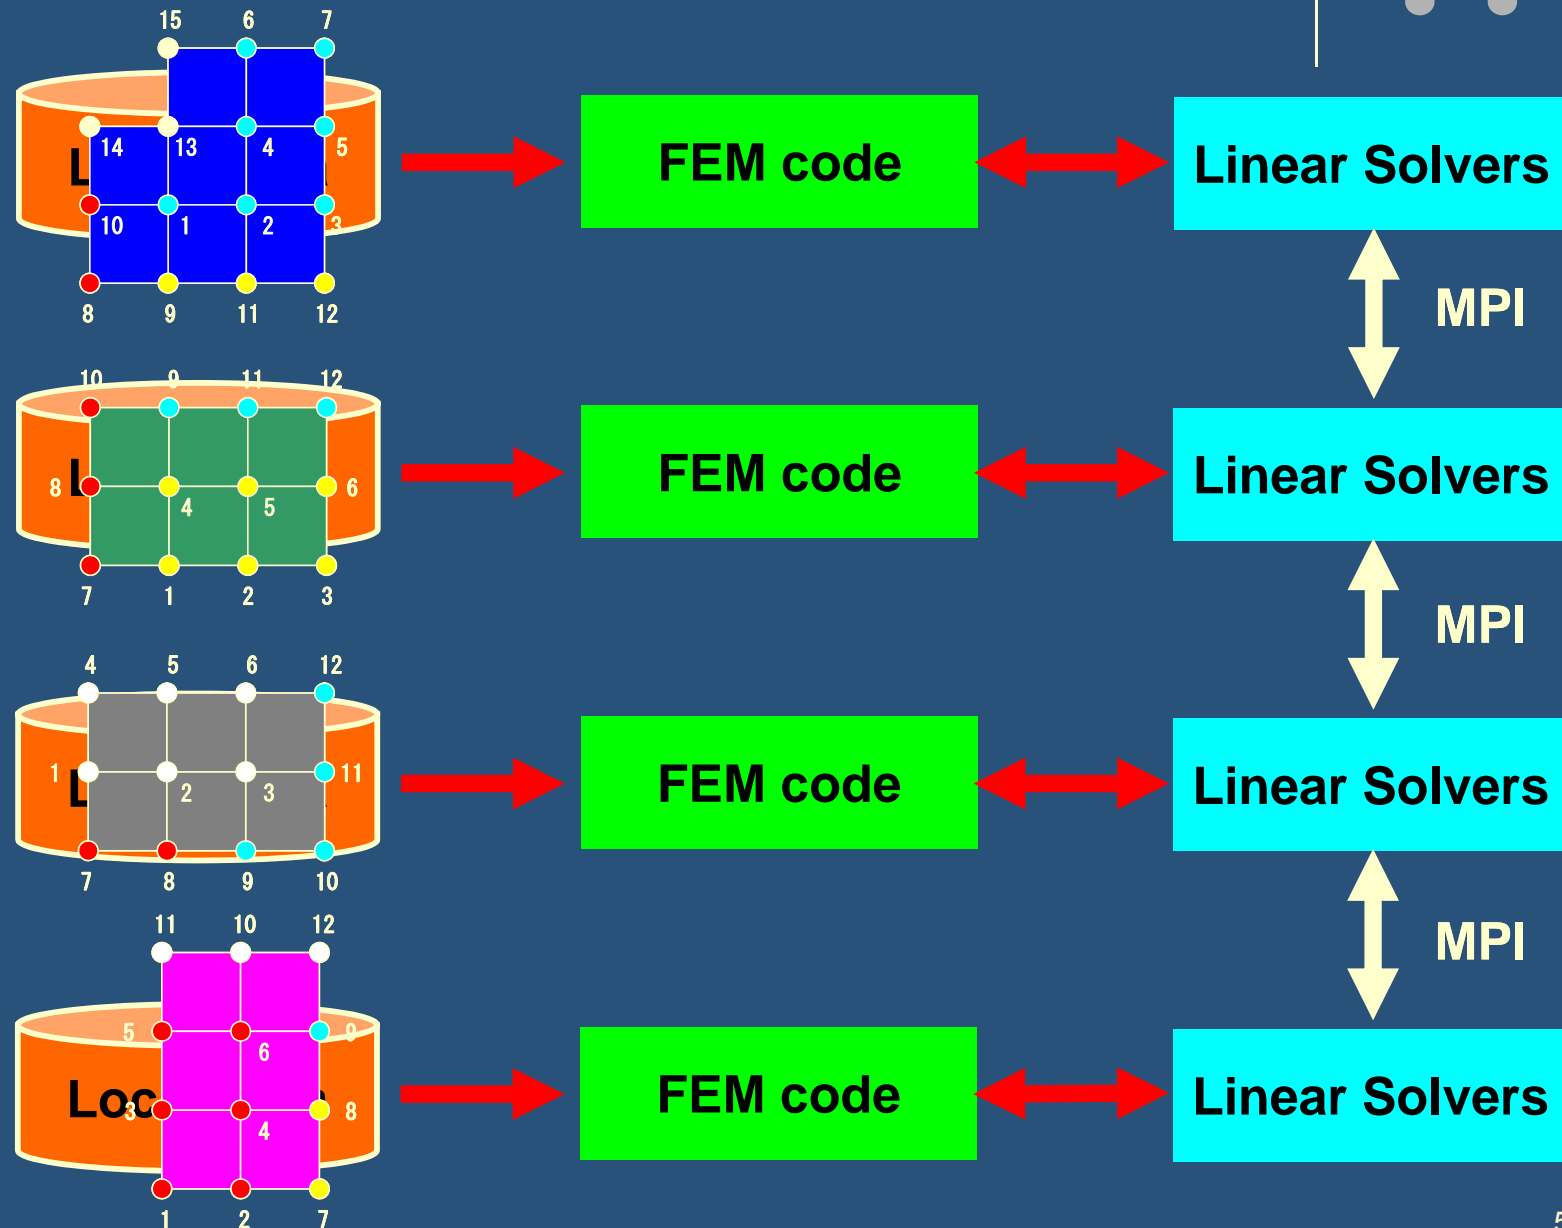 15 6 7
14 13 4 5
10 1 2 3
8 9 11 12
FEM code
Linear Solvers
MPI
10 9 11 12
8 4 5 6
7 1 2 3
FEM code
Linear Solvers
MPI
4 5 6 12
1 2 3 11
7 8 9 10
FEM code
Linear Solvers
MPI
11 10 12
5 6 9
3 4 8
1 2 7
FEM code
Linear Solvers